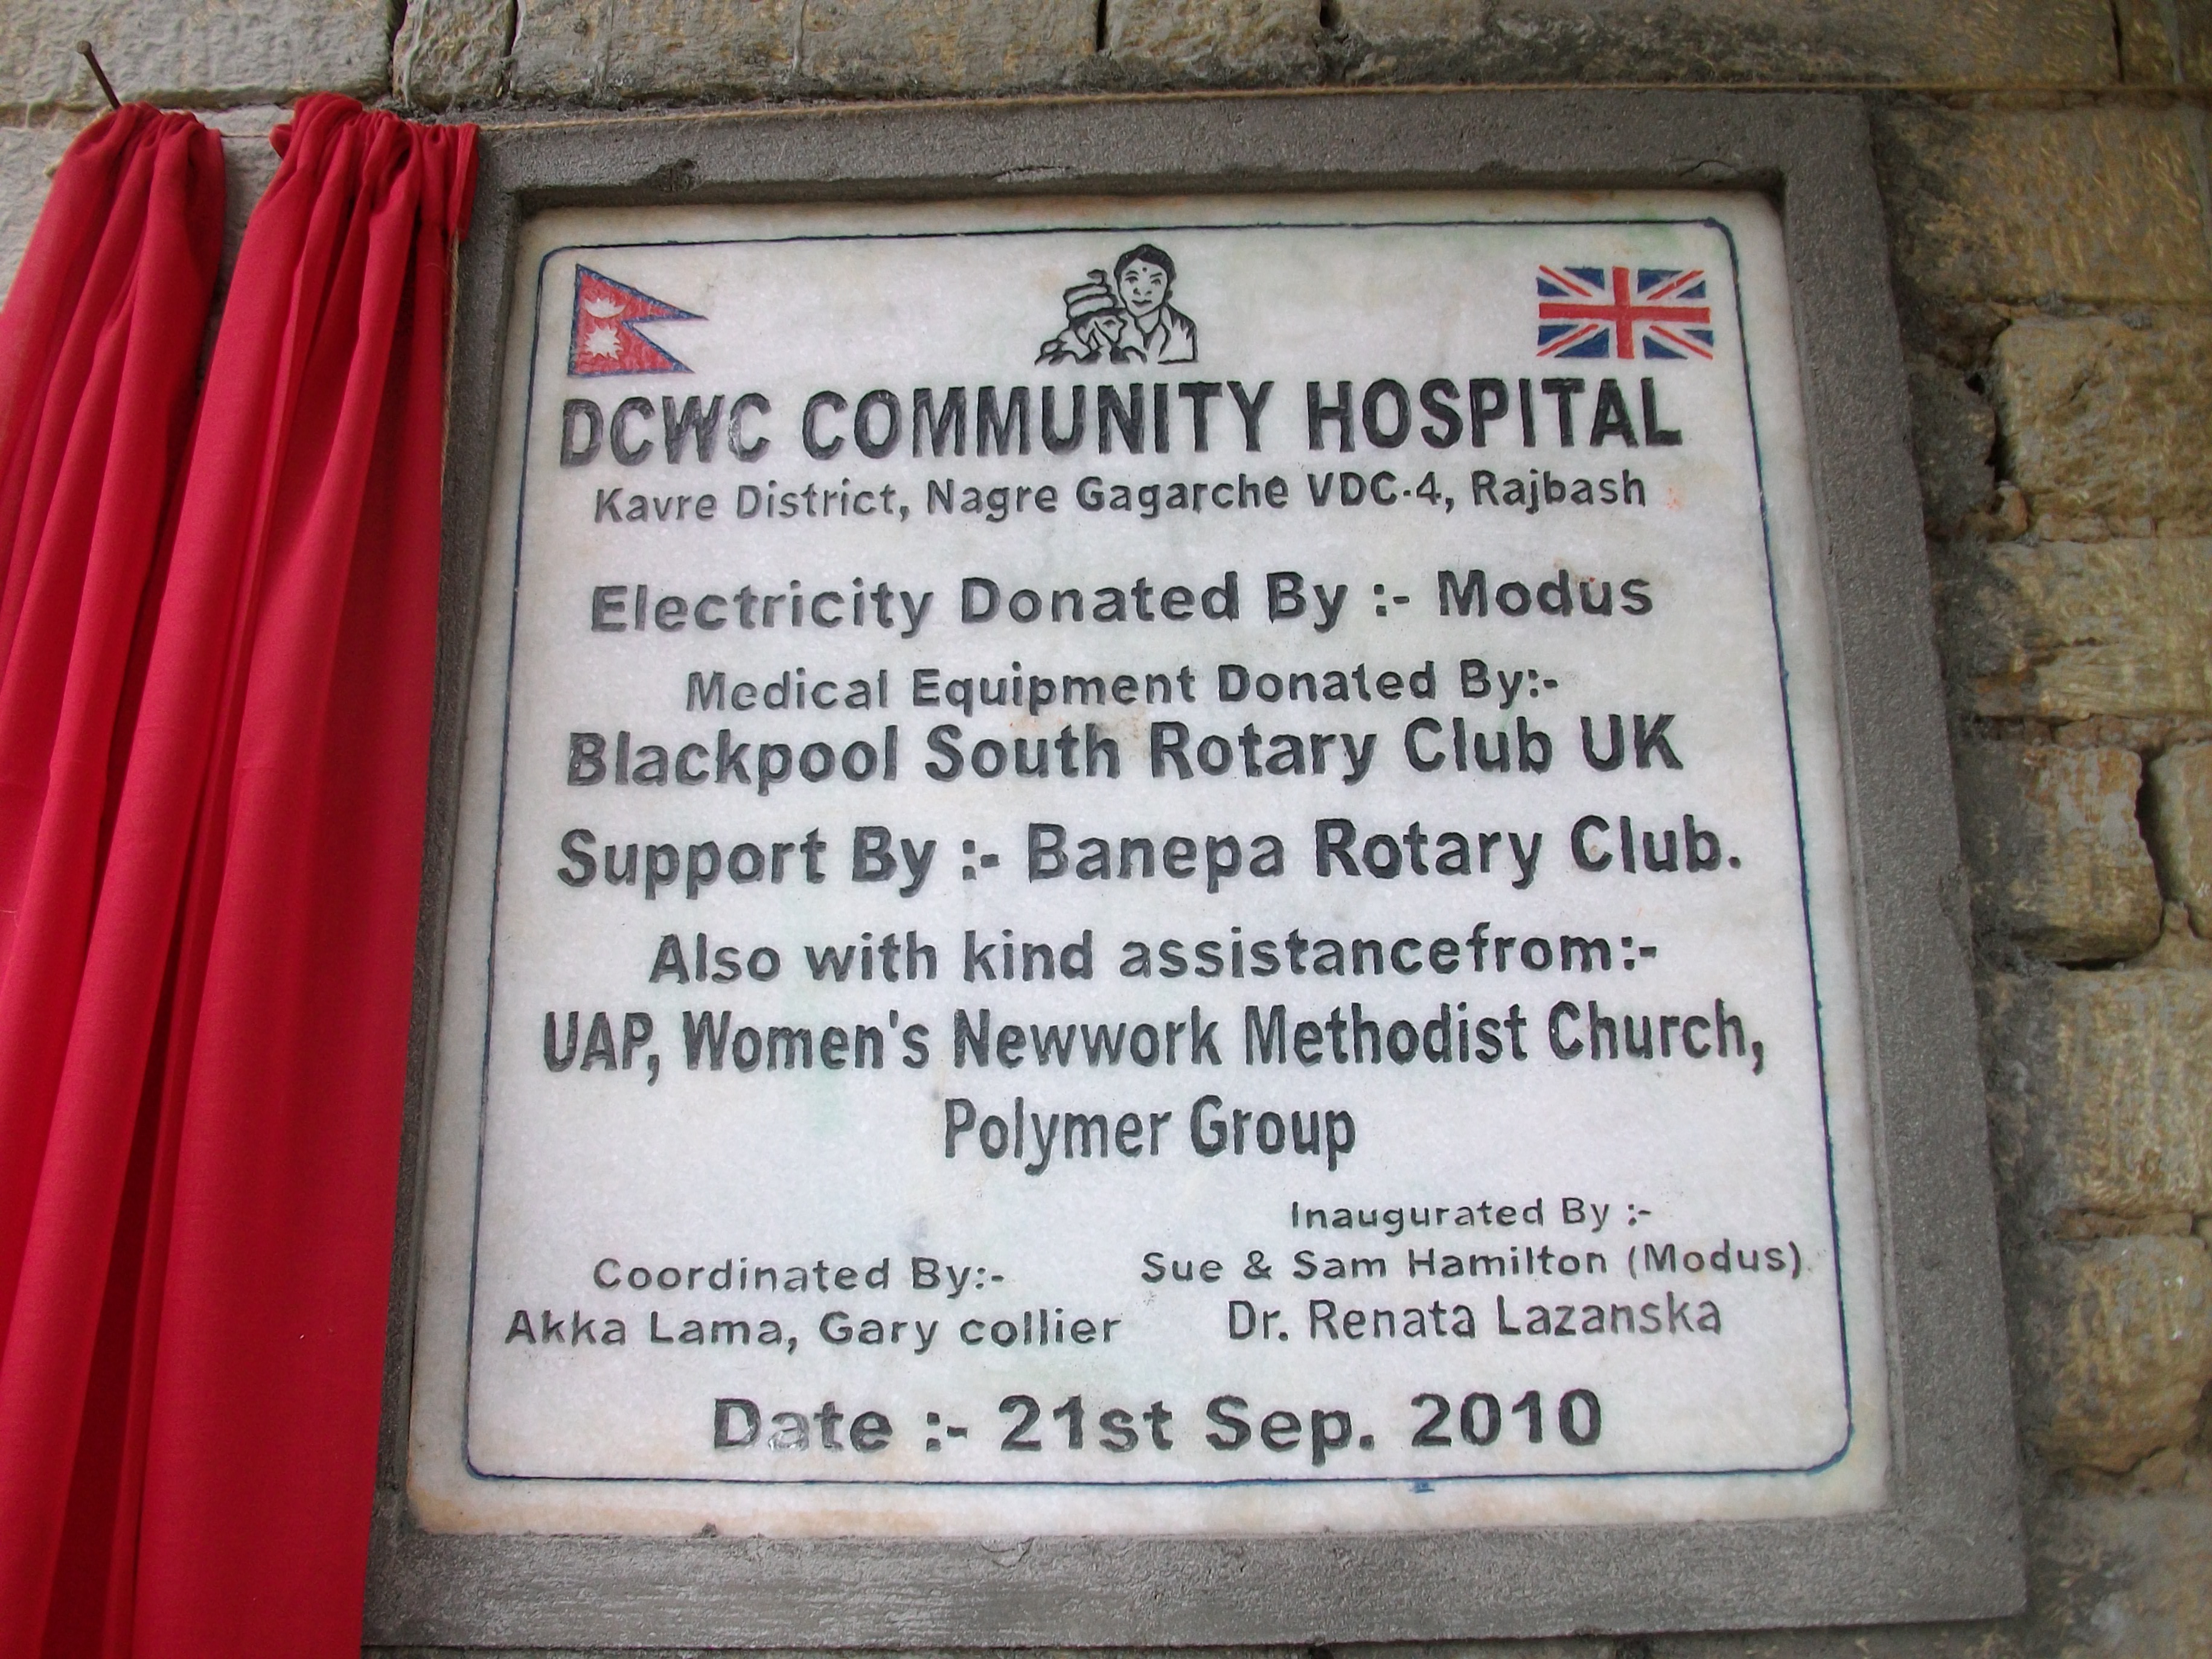 DCWC COMMUNITY HOSPITAL
Kavre District, Nagre Gagarche VDC-4, Rajbash
Electricity Donated By :- Modus
Medical Equipment Donated By:-
Blackpool South Rotary Club UK
Support By :- Banepa Rotary Club.
Also with kind assistancefrom:-
UAP, Women's Newwork Methodist Church,
Polymer Group
Coordinated By:-
Akka Lama, Gary collier
Inaugurated By :-
Sue & Sam Hamilton (Modus)
Dr. Renata Lazanska
Date :- 21st Sep. 2010